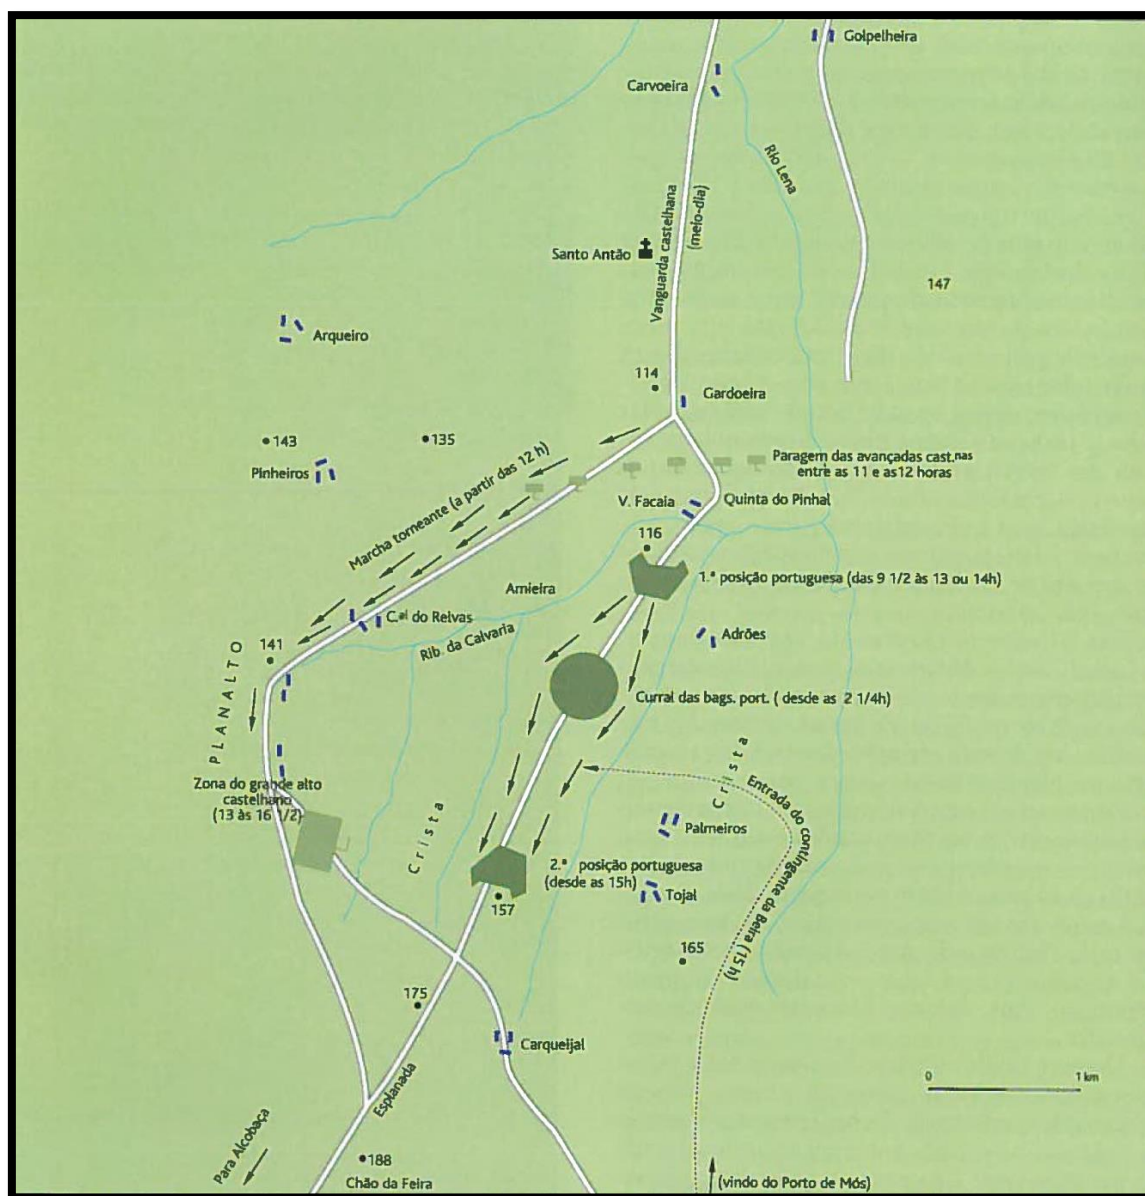 Golpelheira
Carvoeira
Rio Lena
Vanguarda castelhana
(meio-dia)
Santo Antão
147
Arqueiro
114
Gardoeira
143
135
Pinheiros
Marcha torneante (a partir das 12 h)
Paragem das avançadas cast.nas
entre as 11 e as12 horas
V. Facaia
Quinta do Pinhal
116
Amieira
1.ª posição portuguesa (das 9 1/2 às 13 ou 14h)
C.al do Relvas
Rib. da Calvaria
Adrões
141
PLANALTO
Curral das bags. port. ( desde as 2 1/4h)
Crista
Zona do grande alto
castelhano
(13 às 16 1/2)
Entrada do contingente da Beira (15 h)
Crista
Palmeiros
2.ª posição portuguesa
(desde as 15h)
Tojal
157
165
175
Carqueijal
Esplanada
0 1 km
Para Alcobaça
188
Chão da Feira
(vindo do Porto de Mós)